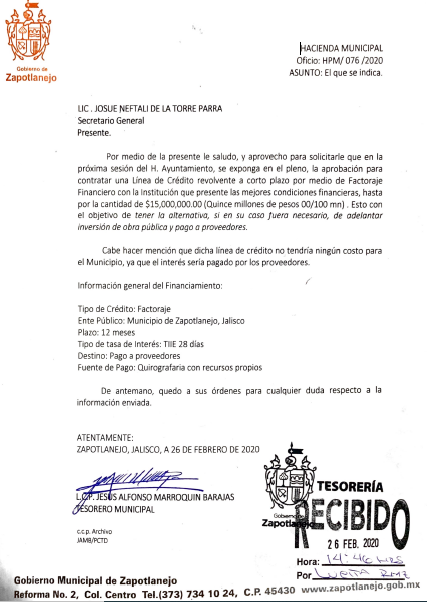 Gobierno de
Zapotlanejo
HACIENDA MUNICIPAL
Oficio: HPM/ 076 /2020
ASUNTO: El que se indica.
LIC . JOSUE NEFTALI DE LA TORRE PARRA
Secretario General
Presente.
Por medio de la presente le saludo, y aprovecho para solicitarle que en la
próxima sesión del H. Ayuntamiento, se exponga en el pleno, la aprobación para
contratar una Línea de Crédito revolvente a corto plazo por medio de Factoraje
Financiero con la Institución que presente las mejores condiciones financieras, hasta
por la cantidad de $15,000,000.00 (Quince millones de pesos 00/100 mn) . Esto con
el objetivo de tener la alternativa, si en su caso fuera necesario, de adelantar
inversión de obra pública y pago a proveedores.
Cabe hacer mención que dicha línea de crédito no tendría ningún costo para
el Municipio, ya que el interés sería pagado por los proveedores.
Información general del Financiamiento:
Tipo de Crédito: Factoraje
Ente Público: Municipio de Zapotlanejo, Jalisco
Plazo: 12 meses
Tipo de tasa de Interés: TIIE 28 días
Destino: Pago a proveedores
Fuente de Pago: Quirografaria con recursos propios
De antemano, quedo a sus órdenes para cualquier duda respecto a la
información enviada.
ATENTAMENTE:
ZAPOTLANEJO, JALISCO, A 26 DE FEBRERO DE 2020
L.C.P. JESÚS ALFONSO MARROQUIN BARAJAS
TESORERO MUNICIPAL
c.c.p. Archivo
JAMB/PCTD
Gobierno de
Zapotlanejo
TESORERÍA
RECIBIDO
26 FEB. 2020
Hora: 14:46 HRS
Por Lupita Rmz
Gobierno Municipal de Zapotlanejo
Reforma No. 2, Col. Centro Tel.(373) 734 10 24, C.P. 45430 www.zapotlanejo.gob.mx